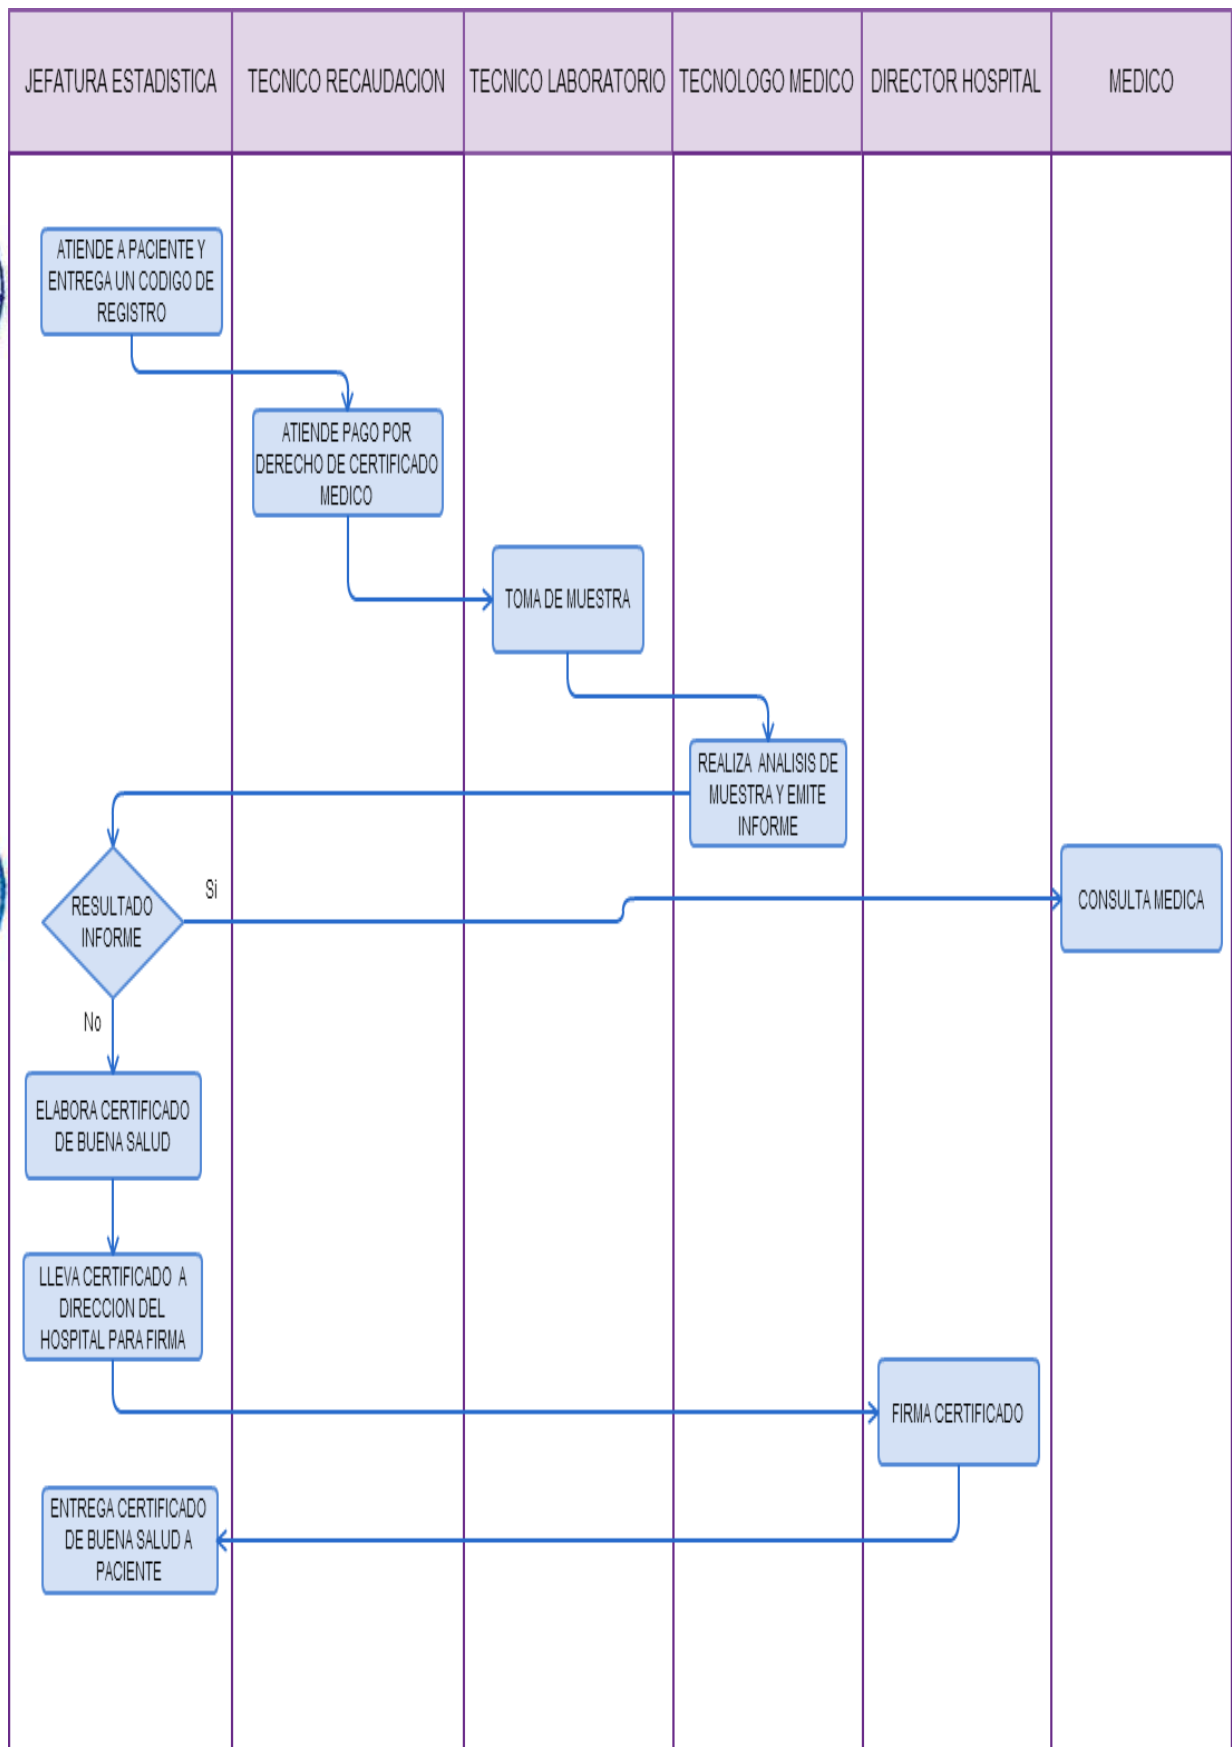 JEFATURA ESTADISTICA
TECNICO RECAUDACION
TECNICO LABORATORIO
TECNOLOGO MEDICO
DIRECTOR HOSPITAL
MEDICO
ATIENDE A PACIENTE Y
ENTREGA UN CODIGO DE
REGISTRO
ATIENDE PAGO POR
DERECHO DE CERTIFICADO
MEDICO
TOMA DE MUESTRA
REALIZA ANALISIS DE
MUESTRA Y EMITE
INFORME
RESULTADO
INFORME
Si
CONSULTA MEDICA
No
ELABORA CERTIFICADO
DE BUENA SALUD
LLEVA CERTIFICADO A
DIRECCION DEL
HOSPITAL PARA FIRMA
FIRMA CERTIFICADO
ENTREGA CERTIFICADO
DE BUENA SALUD A
PACIENTE